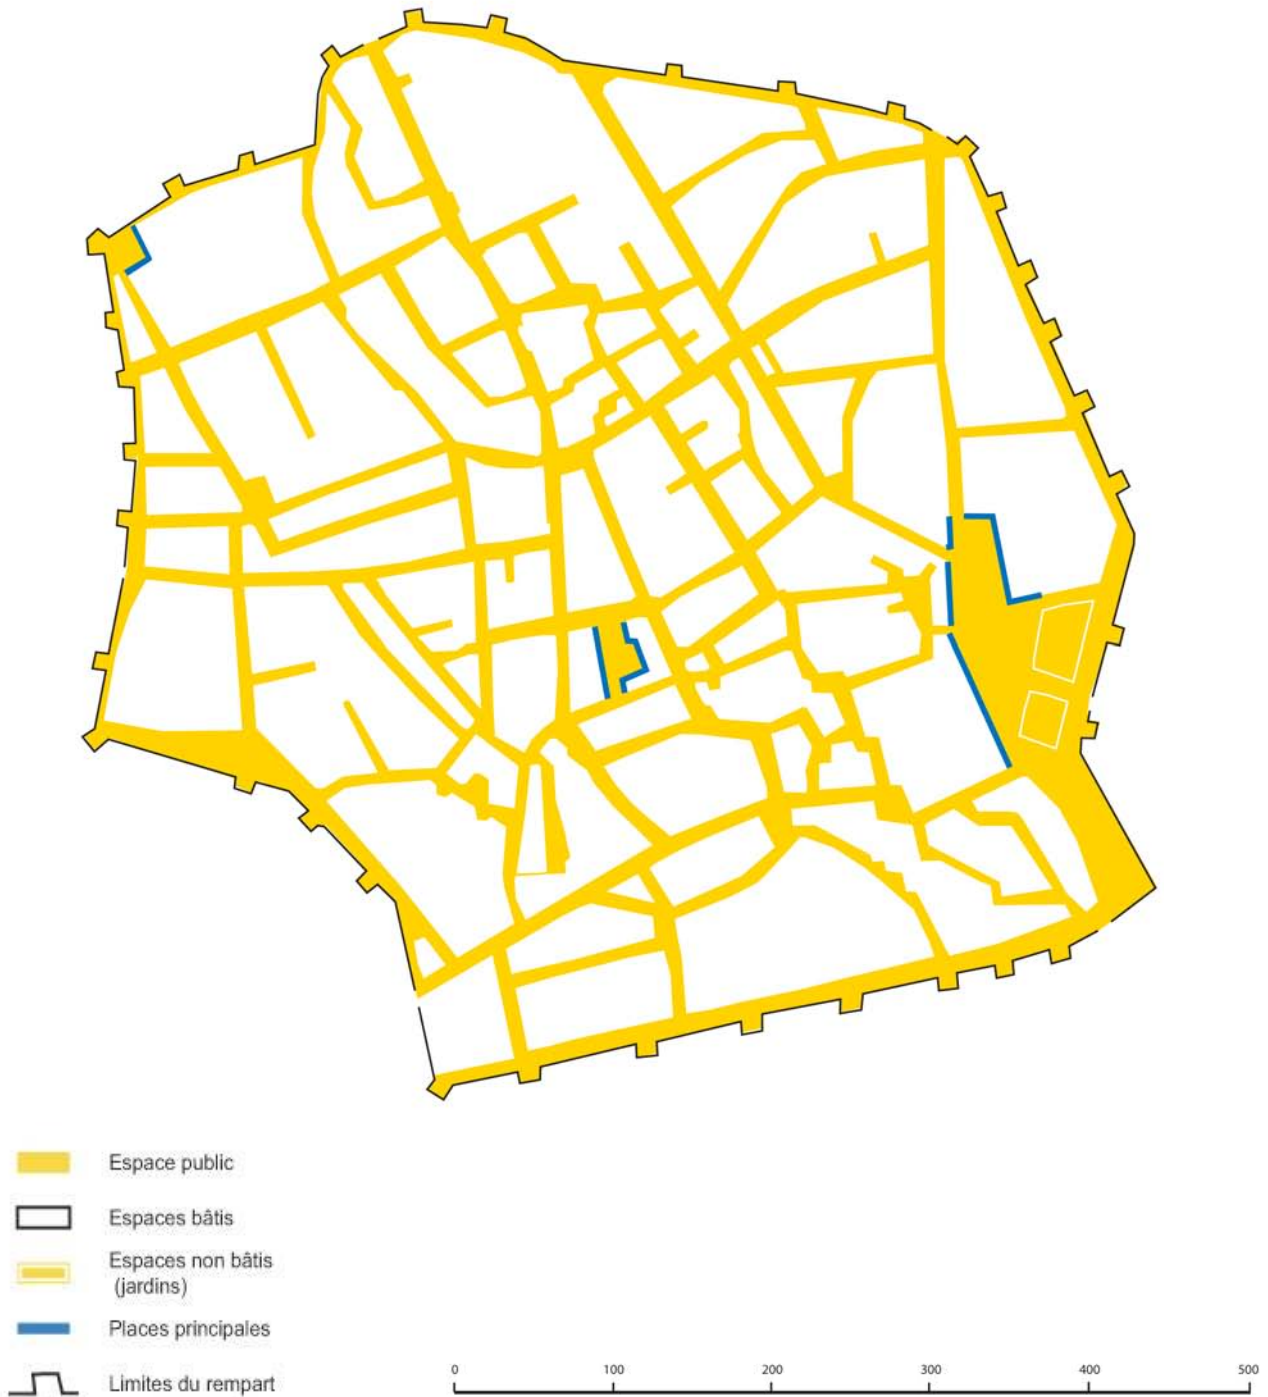 Espace public
Espaces bâtis
Espaces non bâtis
(jardins)
Places principales
Limites du rempart
0 100 200 300 400 500